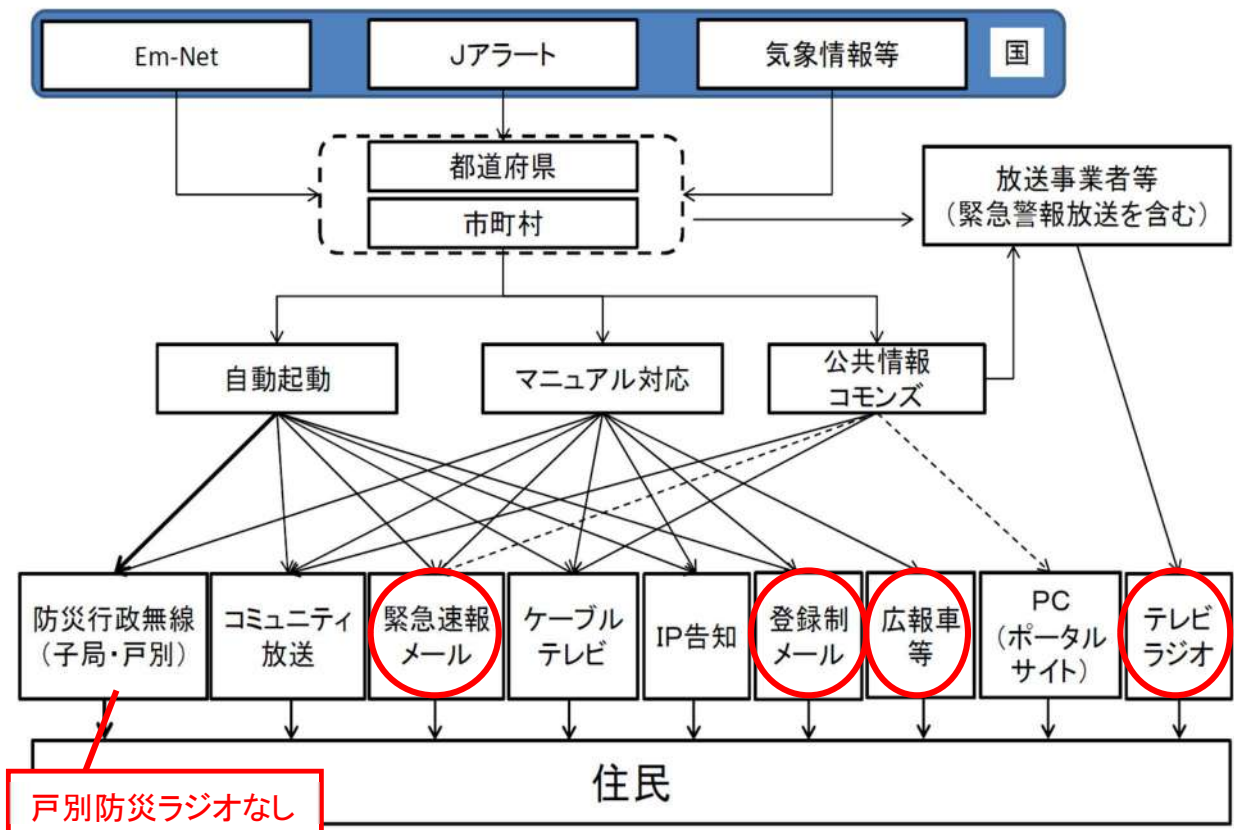 Em-Net
Jアラート
気象情報等
国
都道府県
市町村
放送事業者等
（緊急警報放送を含む）
自動起動
マニュアル対応
公共情報
コモンズ
防災行政無線
（子局・戸別）
コミュニティ
放送
緊急速報
メール
ケーブル
テレビ
IP告知
登録制
メール
広報車
等
PC
（ポータル
サイト）
テレビ
ラジオ
住民
戸別防災ラジオなし